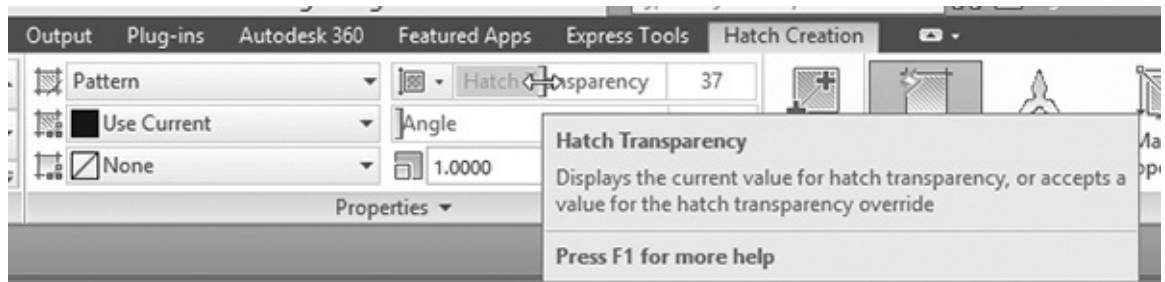 Output Plug-ins Autodesk 360 Featured Apps Express Tools Hatch Creation
Pattern Hatch Transparency 37
Use Current Angle
None 1.0000
Properties
Hatch Transparency
Displays the current value for hatch transparency, or accepts a
value for the hatch transparency override
Press F1 for more help